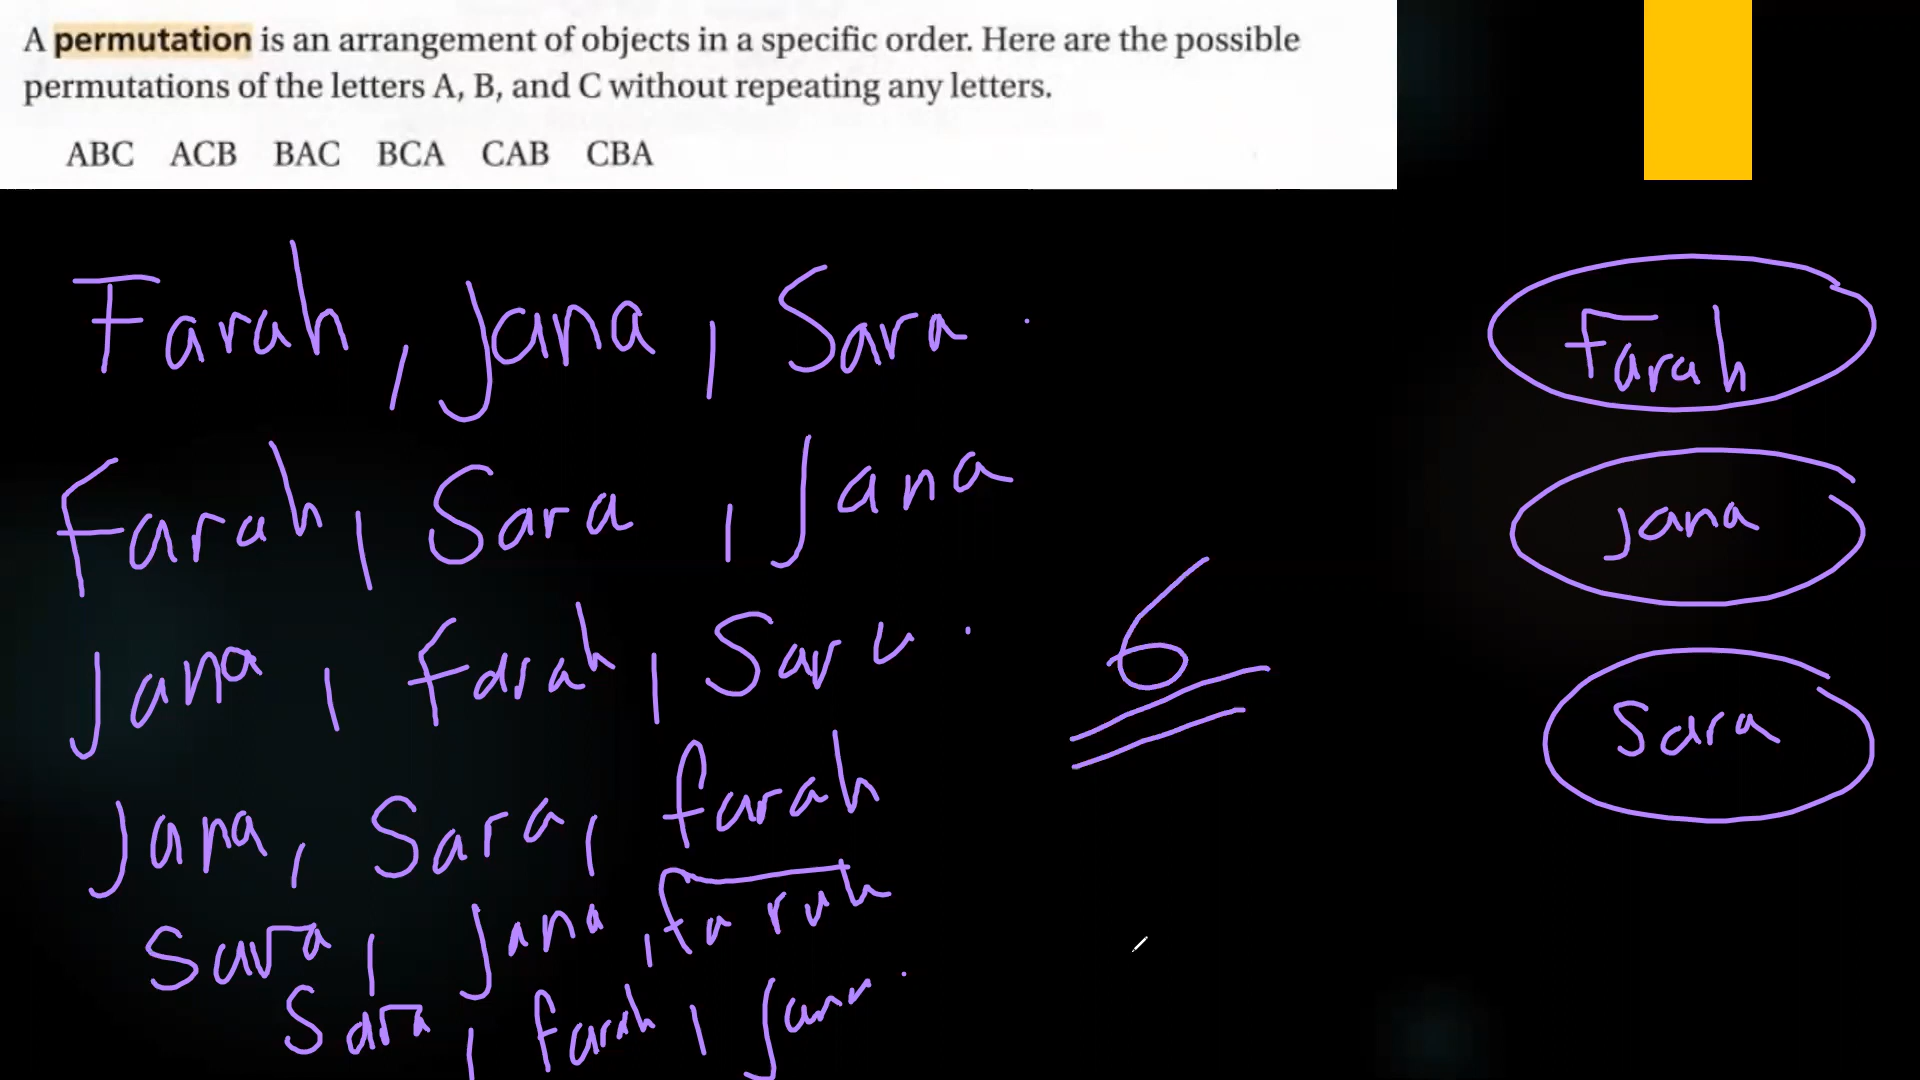 A permutation is an arrangement of objects in a specific order. Here are the possible
permutations of the letters A, B, and C without repeating any letters.
ABC ACB BAC BCA CAB CBA
Farah, Jana, Sara.
Farah, Sara, Jana
Jana, Farah, Sara.
Jana, Sara, farah
Sara, Jana, farah
Sara, farah, Jana.
6
Farah
Jana
Sara